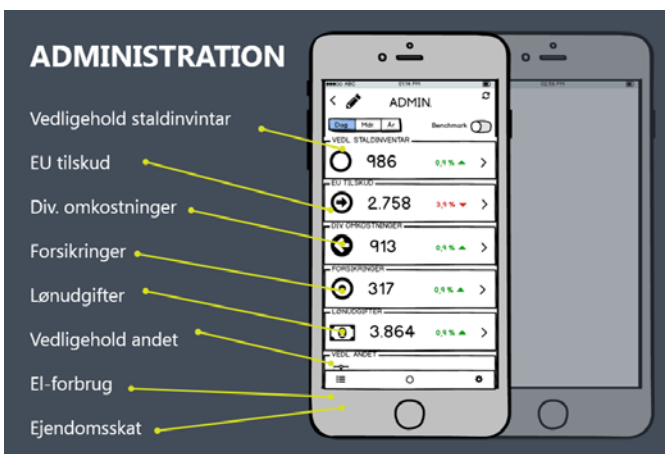 ADMINISTRATION
Vedligehold staldinvintar
EU tilskud
Div. omkostninger
Forsikringer
Lønudgifter
Vedligehold andet
El-forbrug
Ejendomsskat
ABC
ADMIN.
Dag Mdr År Benchmark
VEDL STALDINVENTAR
986 0,9 % >
EU TILSKUD
2.758 3,9 % >
DIV OMKOSTNINGER
913 0,9 % >
FORSIKRINGER
317 0,9 % >
LØNUDGIFTER
3.864 0,9 % >
VEDL ANDET